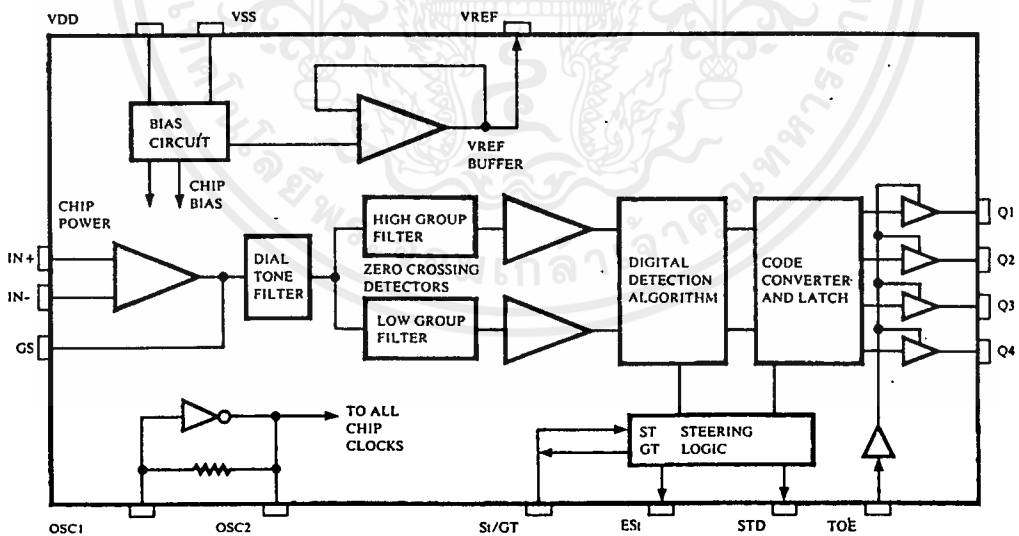 VDD
VSS
VREF
BIAS
CIRCUIT
VREF
BUFFER
CHIP
BIAS
CHIP
POWER
IN+
IN-
GS
DIAL
TONE
FILTER
HIGH GROUP
FILTER
ZERO CROSSING
DETECTORS
LOW GROUP
FILTER
DIGITAL
DETECTION
ALGORITHM
CODE
CONVERTER
AND LATCH
Q1
Q2
Q3
Q4
TO ALL
CHIP
CLOCKS
ST STEERING
GT LOGIC
OSC1
OSC2
St/GT
ESt
STD
TOE